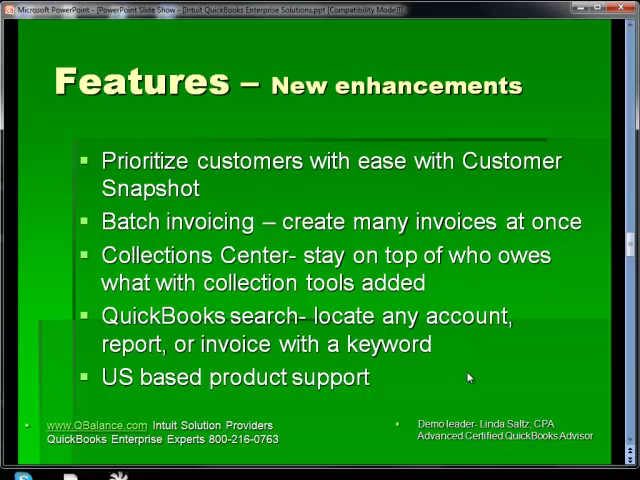 Microsoft PowerPoint - [PowerPoint Slide Show - [Intuit QuickBooks Enterprise Solutions.ppt [Compatibility Mode]]]
Features – New enhancements
Prioritize customers with ease with Customer
Snapshot
Batch invoicing – create many invoices at once
Collections Center- stay on top of who owes
what with collection tools added
QuickBooks search- locate any account,
report, or invoice with a keyword
US based product support
www.QBalance.com Intuit Solution Providers
QuickBooks Enterprise Experts 800-216-0763
Demo leader- Linda Saltz, CPA
Advanced Certified QuickBooks Advisor